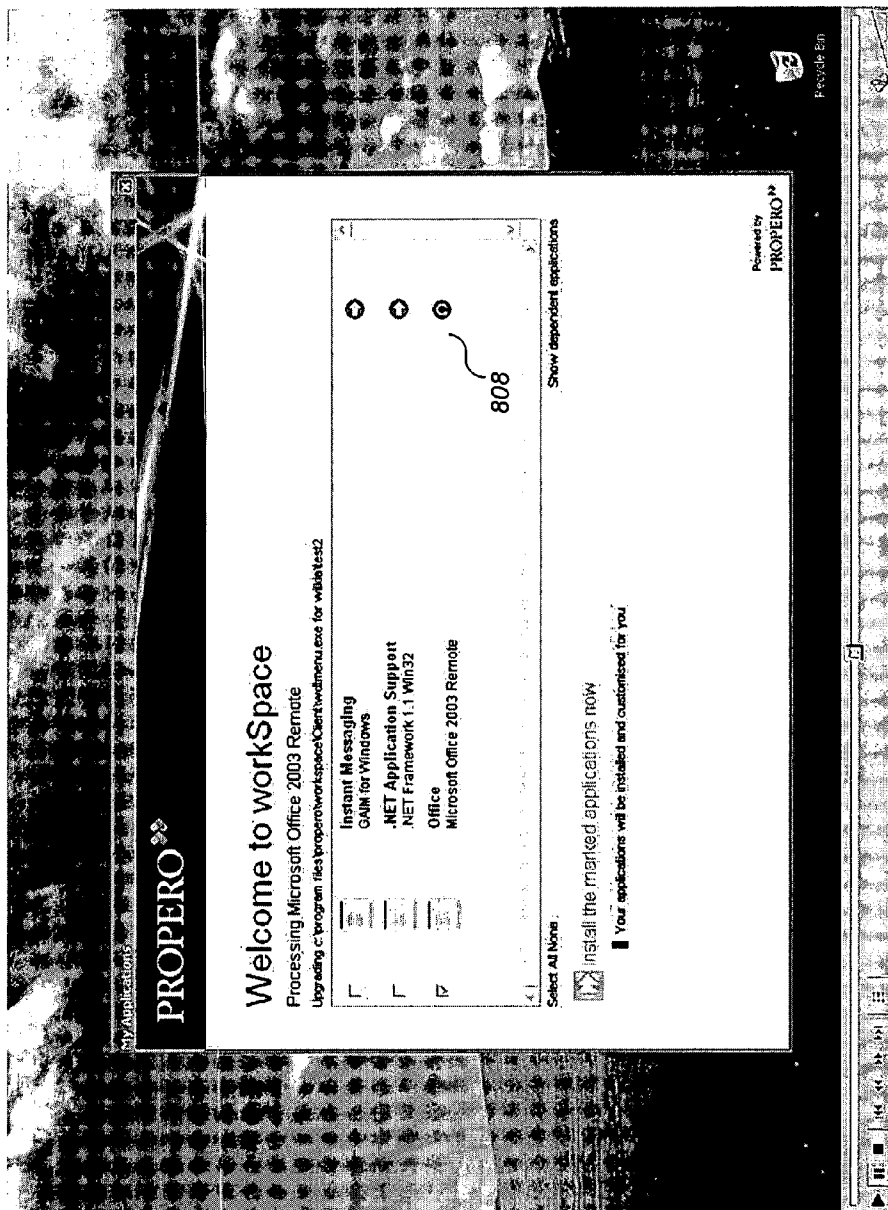 My Applications
PROPERO
Welcome to workSpace
Processing Microsoft Office 2003 Remote
Upgrading c:\program files\propero\workspace\Client\wdmenu.exe for wibble\test2
Instant Messaging
GAIM for Windows
.NET Application Support
.NET Framework 1.1 Win32
Office
Microsoft Office 2003 Remote
808
Select All None
Show dependent applications
Install the marked applications now
Your applications will be installed and customised for you
Powered by
PROPERO
Recycle Bin